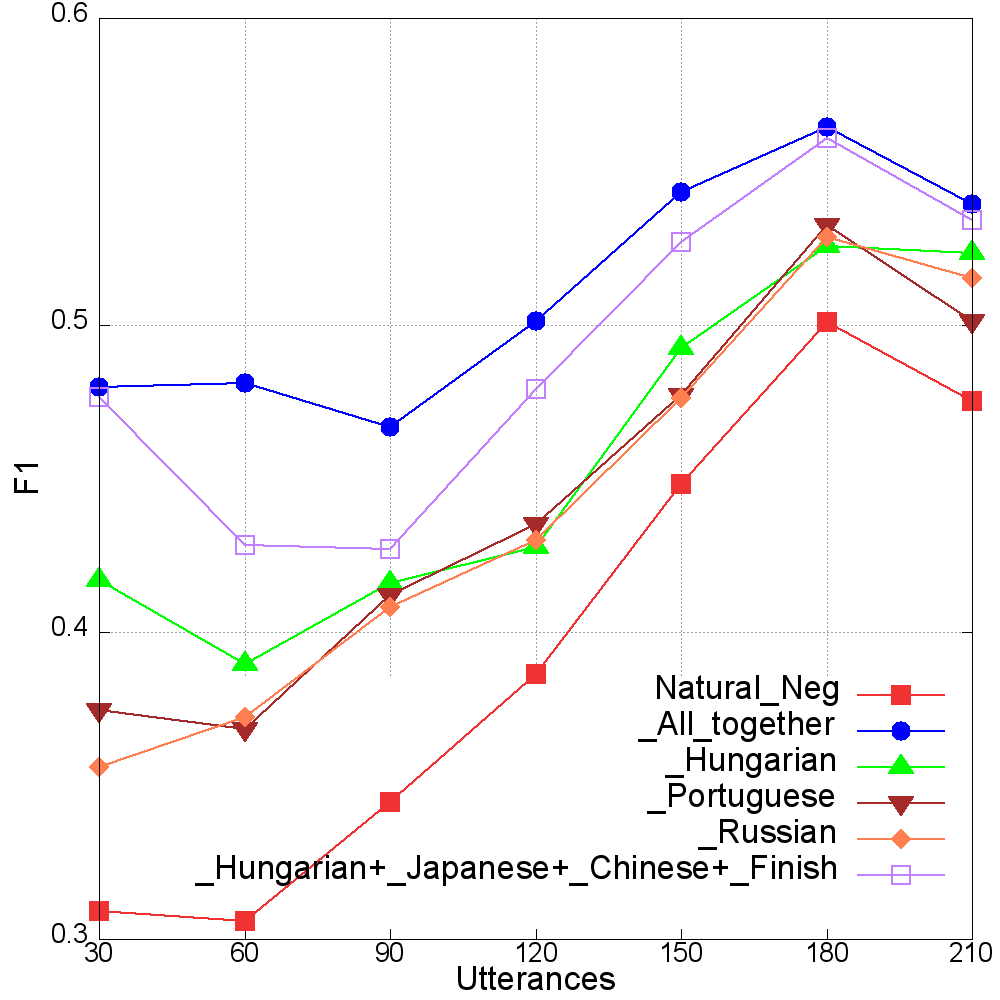 0.6
0.5
0.4
0.3
F1
Natural_Neg
_All_together
_Hungarian
_Portuguese
_Russian
_Hungarian+_Japanese+_Chinese+_Finish
30 60 90 120 150 180 210
Utterances